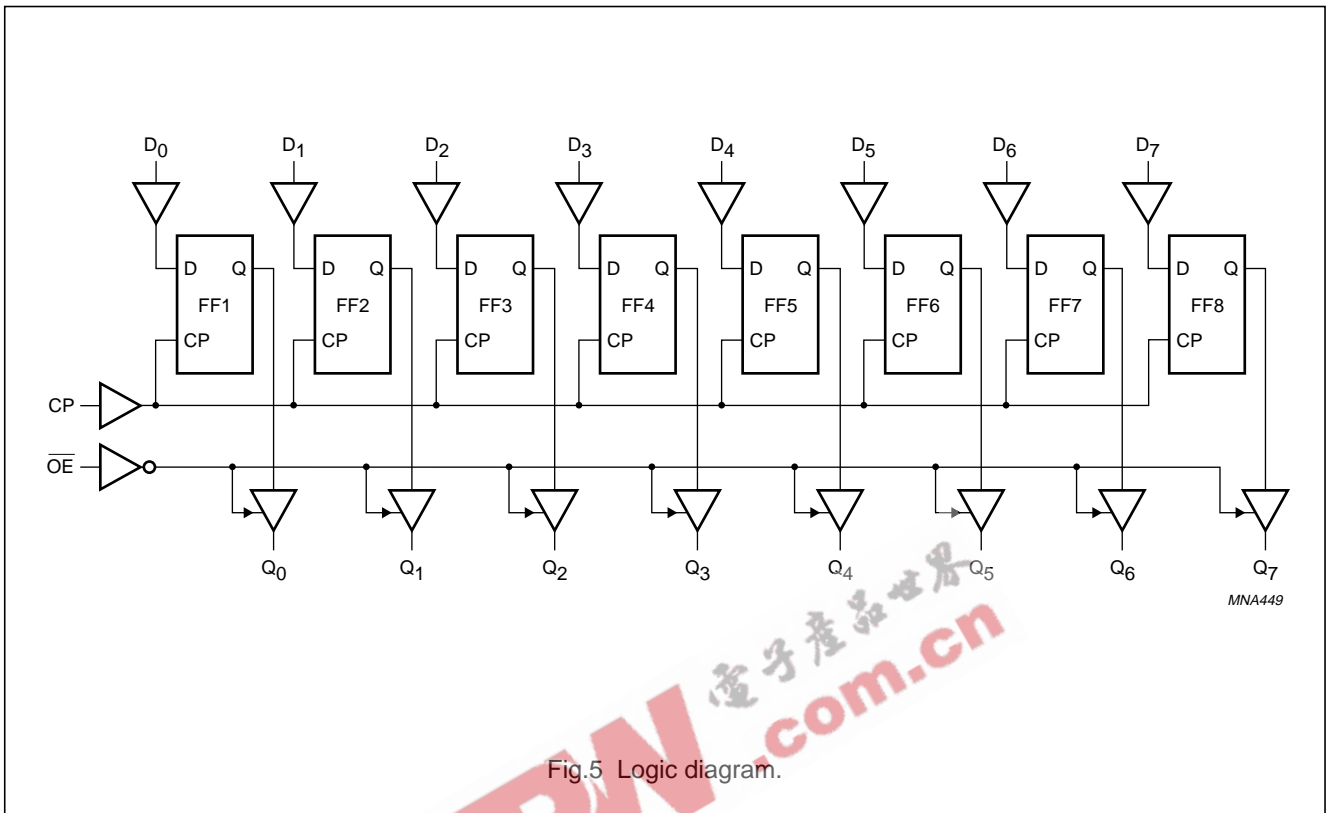 D0 D1 D2 D3 D4 D5 D6 D7
D Q D Q D Q D Q D Q D Q D Q D Q
FF1 FF2 FF3 FF4 FF5 FF6 FF7 FF8
CP CP CP CP CP CP CP CP
CP
OE
Q0 Q1 Q2 Q3 Q4 Q5 Q6 Q7
MNA449
電子產品世界
.com.cn
Fig.5 Logic diagram.